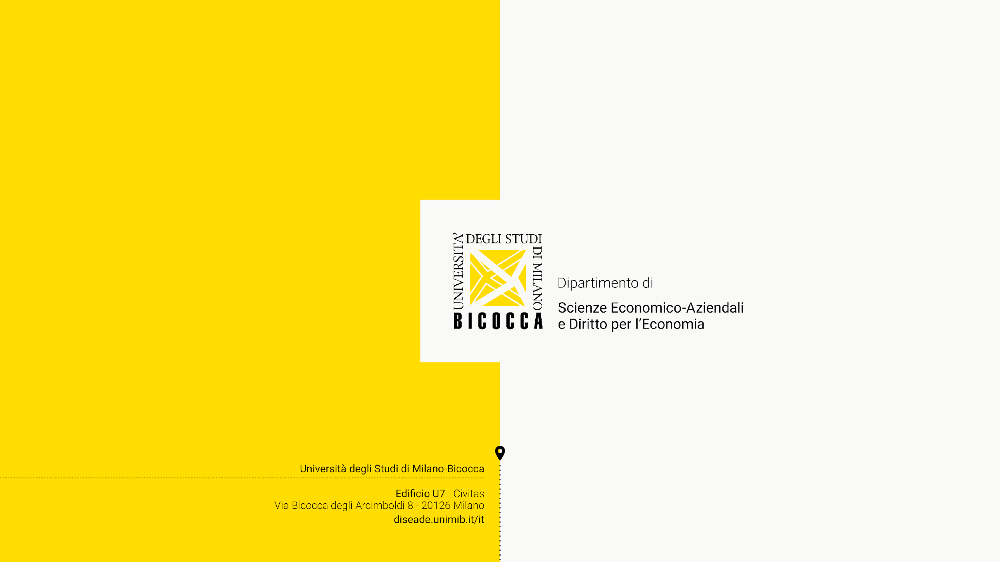 UNIVERSITA' DEGLI STUDI DI MILANO
BICOCCA
Dipartimento di
Scienze Economico-Aziendali
e Diritto per l’Economia
Università degli Studi di Milano-Bicocca
Edificio U7 - Civitas
Via Bicocca degli Arcimboldi 8 - 20126 Milano
diseade.unimib.it/it